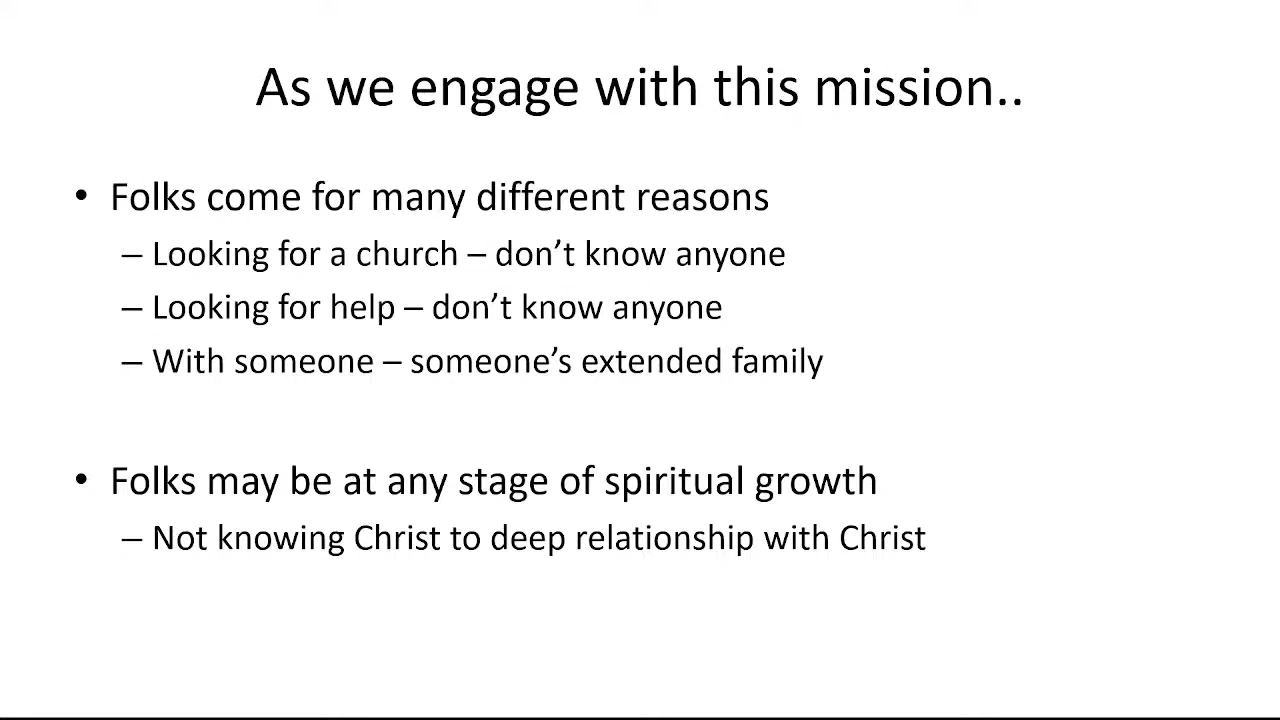 As we engage with this mission..
• Folks come for many different reasons
– Looking for a church – don’t know anyone
– Looking for help – don’t know anyone
– With someone – someone’s extended family
• Folks may be at any stage of spiritual growth
– Not knowing Christ to deep relationship with Christ